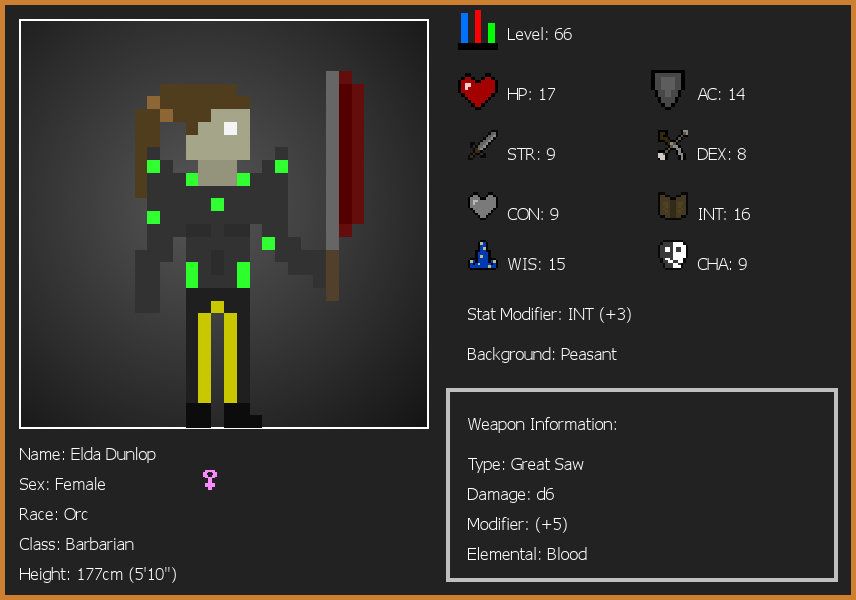 Level: 66
HP: 17
AC: 14
STR: 9
DEX: 8
CON: 9
INT: 16
WIS: 15
CHA: 9
Stat Modifier: INT (+3)
Background: Peasant
Weapon Information:
Type: Great Saw
Damage: d6
Modifier: (+5)
Elemental: Blood
Name: Elda Dunlop
Sex: Female
Race: Orc
Class: Barbarian
Height: 177cm (5'10")